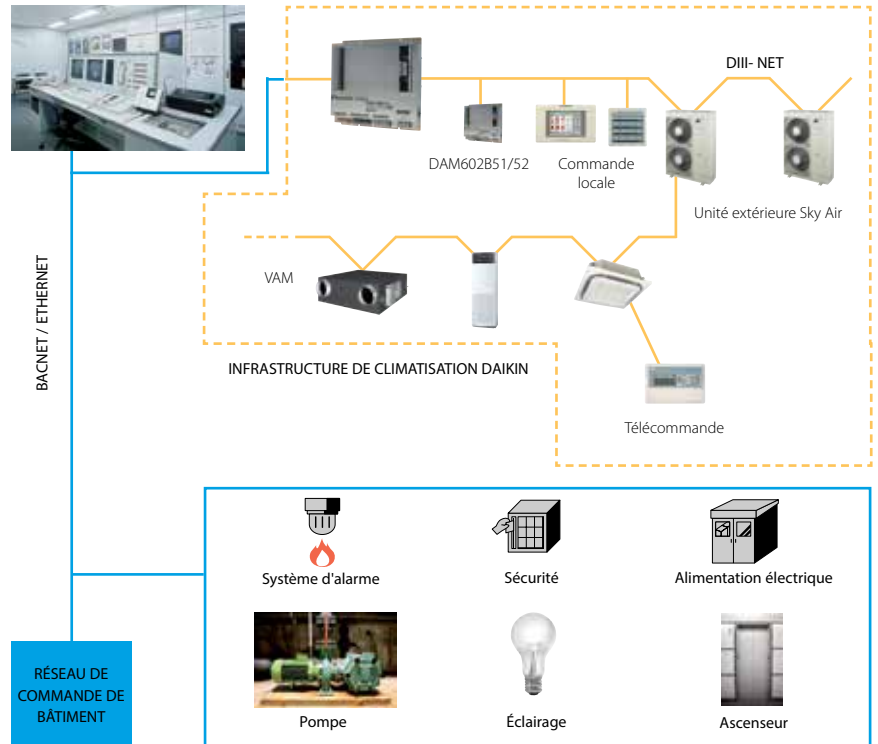 DIII- NET
DAM602B51/52
Commande
locale
Unité extérieure Sky Air
VAM
BACNET / ETHERNET
INFRASTRUCTURE DE CLIMATISATION DAIKIN
Télécommande
Système d'alarme
Sécurité
Alimentation électrique
RÉSEAU DE
COMMANDE DE
BÂTIMENT
Pompe
Éclairage
Ascenseur